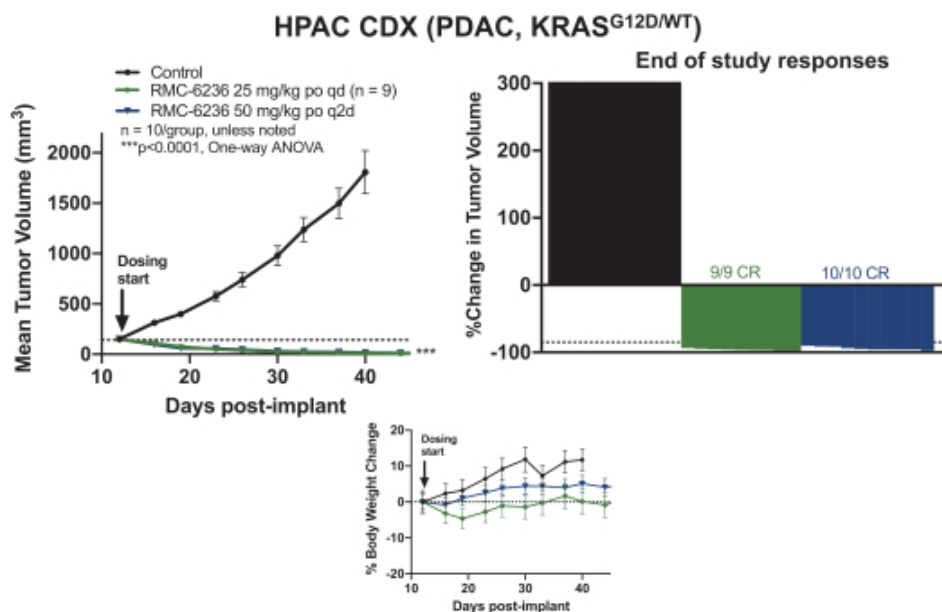 HPAC CDX (PDAC, KRAS^G12D/WT)
Control
RMC-6236 25 mg/kg po qd (n = 9)
RMC-6236 50 mg/kg po q2d
n = 10/group, unless noted
***p<0.0001, One-way ANOVA
Mean Tumor Volume (mm³)
2000
1500
1000
500
0
Dosing
start
***
10
20
30
40
Days post-implant
End of study responses
%Change in Tumor Volume
300
200
100
0
-100
9/9 CR
10/10 CR
% Body Weight Change
20
10
0
-10
-20
Dosing
start
10
20
30
40
Days post-implant